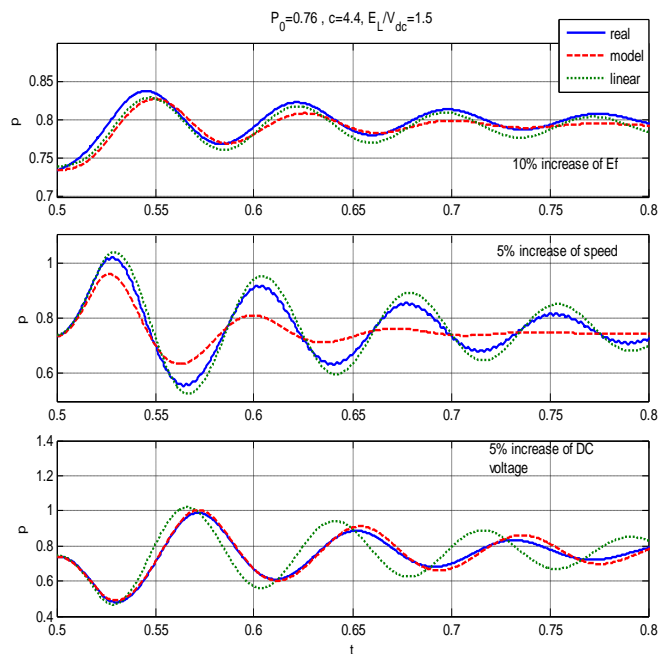 P_0=0.76 , c=4.4, E_L/V_dc=1.5
real
model
linear
0.85
0.8
0.75
0.7
p
10% increase of Ef
0.5 0.55 0.6 0.65 0.7 0.75 0.8
5% increase of speed
1
0.8
0.6
p
0.5 0.55 0.6 0.65 0.7 0.75 0.8
5% increase of DC
voltage
1.4
1.2
1
0.8
0.6
0.4
p
0.5 0.55 0.6 0.65 0.7 0.75 0.8
t